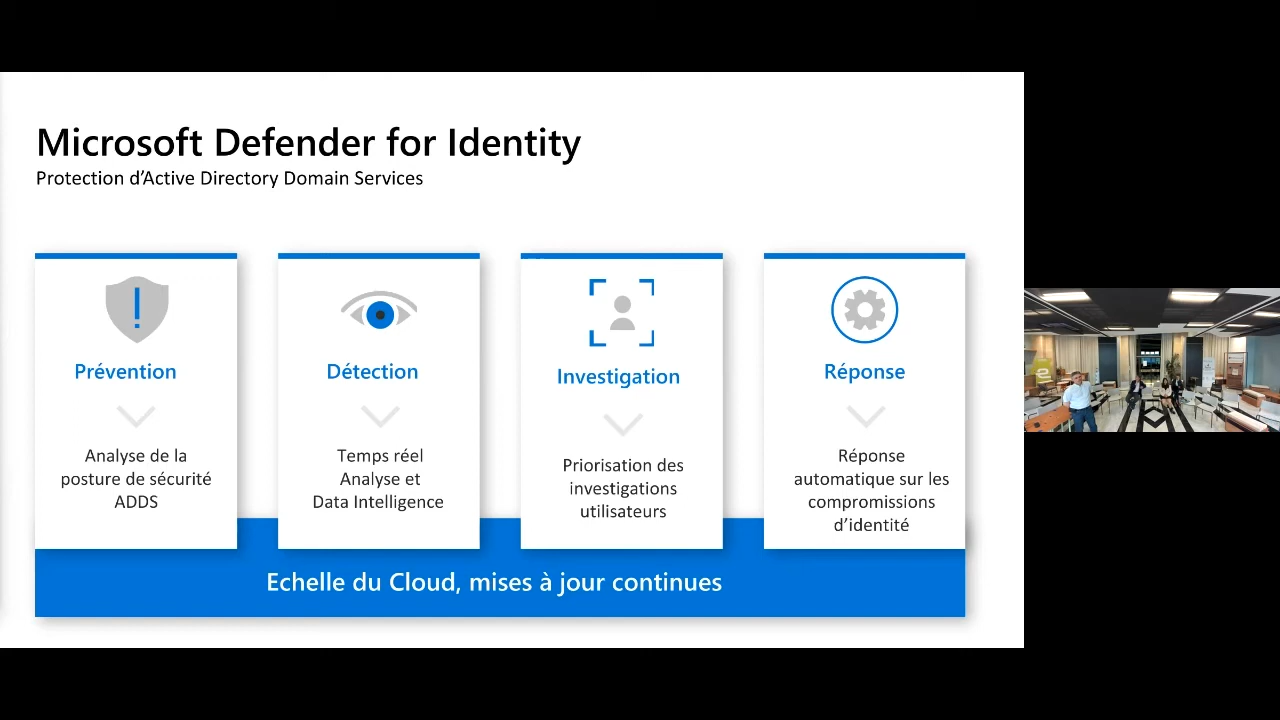 Microsoft Defender for Identity
Protection d’Active Directory Domain Services
Prévention
Analyse de la
posture de sécurité
ADDS
Détection
Temps réel
Analyse et
Data Intelligence
Investigation
Priorisation des
investigations
utilisateurs
Réponse
Réponse
automatique sur les
compromissions
d’identité
Echelle du Cloud, mises à jour continues